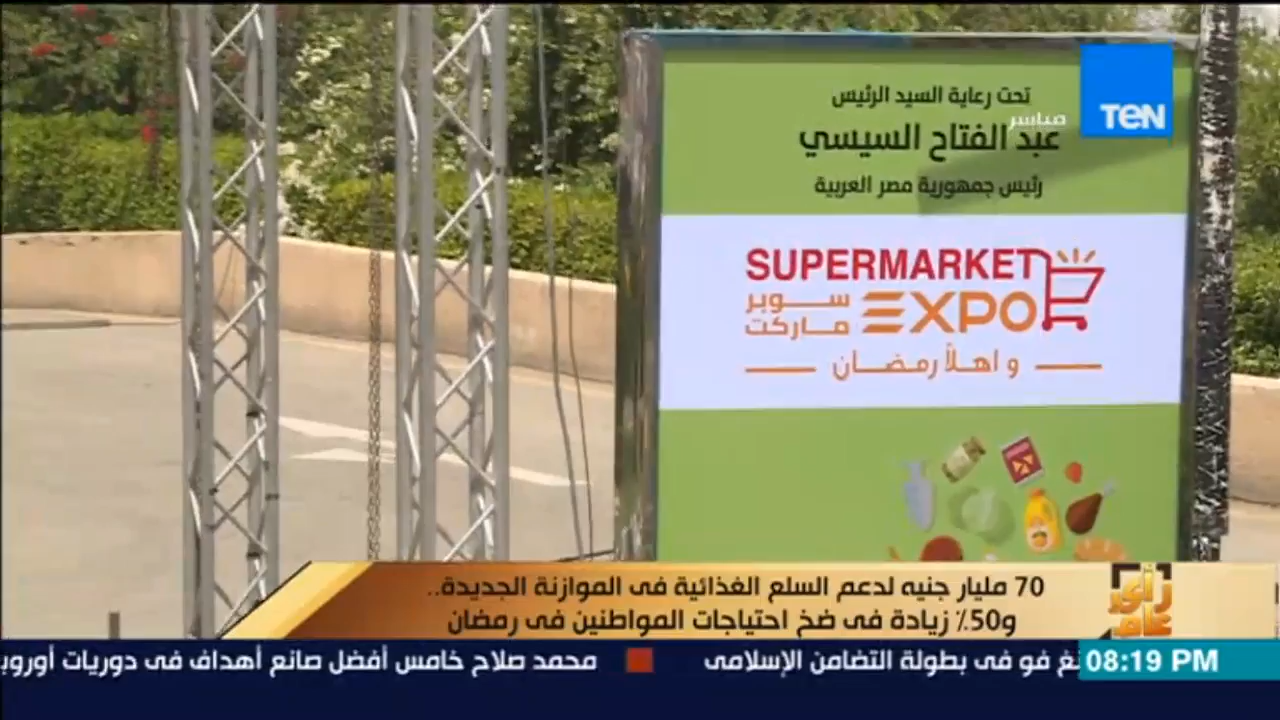 تحت رعاية السيد الرئيس
عبد الفتاح السيسي
رئيس جمهورية مصر العربية
مباشر
TEN
SUPERMARKET
سوبر ماركت
EXPO
و اهلاً رمضان
70 مليار جنيه لدعم السلع الغذائية فى الموازنة الجديدة..
و50٪ زيادة فى ضخ احتياجات المواطنين فى رمضان
رأى عام
فو فى بطولة التضامن الإسلامى
محمد صلاح خامس أفضل صانع أهداف فى دوريات
08:19 PM